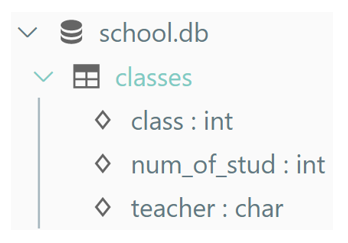 school.db
classes
class : int
num_of_stud : int
teacher : char